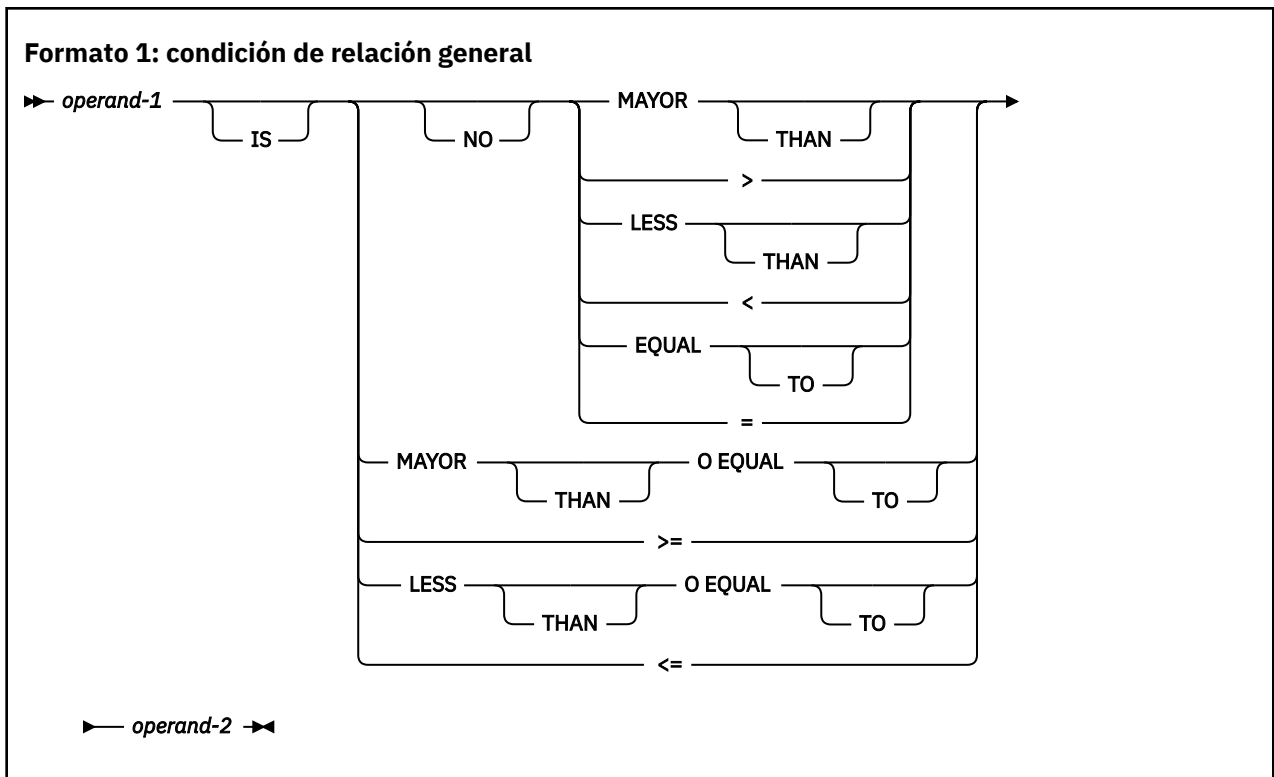 Formato 1: condición de relación general
operand-1 MAYOR
IS NO THAN
>
LESS
THAN
<
EQUAL
TO
=
MAYOR O EQUAL
THAN TO
>=
LESS O EQUAL
THAN TO
<=
operand-2